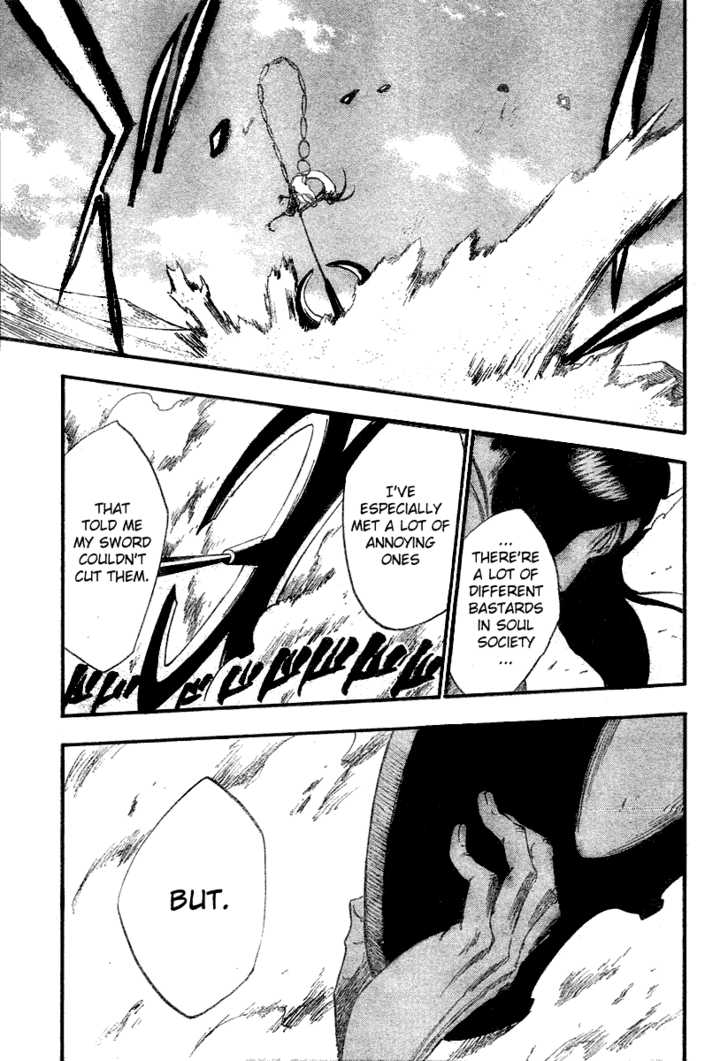 ...
THERE'RE
A LOT OF
DIFFERENT
BASTARDS
IN SOUL
SOCIETY
...
I'VE
ESPECIALLY
MET A LOT OF
ANNOYING
ONES
THAT
TOLD ME
MY SWORD
COULDN'T
CUT THEM.
BUT.